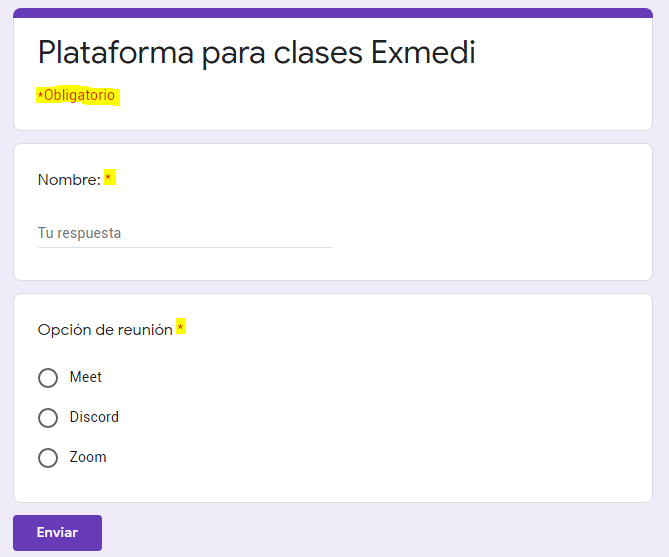 Plataforma para clases Exmedi
*Obligatorio
Nombre: *
Tu respuesta
Opción de reunión *
Meet
Discord
Zoom
Enviar